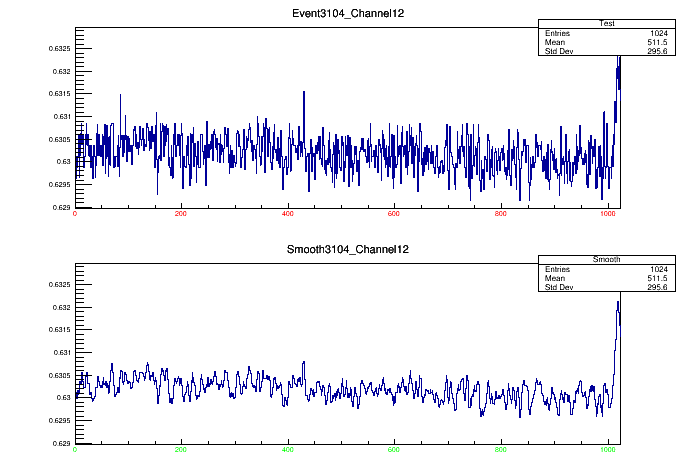 Event3104_Channel12
Test
Entries 1024
Mean 511.5
Std Dev 295.6
0.6325
0.632
0.6315
0.631
0.6305
0.63
0.6295
0.629
0 200 400 600 800 1000
Smooth3104_Channel12
Smooth
Entries 1024
Mean 511.5
Std Dev 295.6
0.6325
0.632
0.6315
0.631
0.6305
0.63
0.6295
0.629
0 200 400 600 800 1000